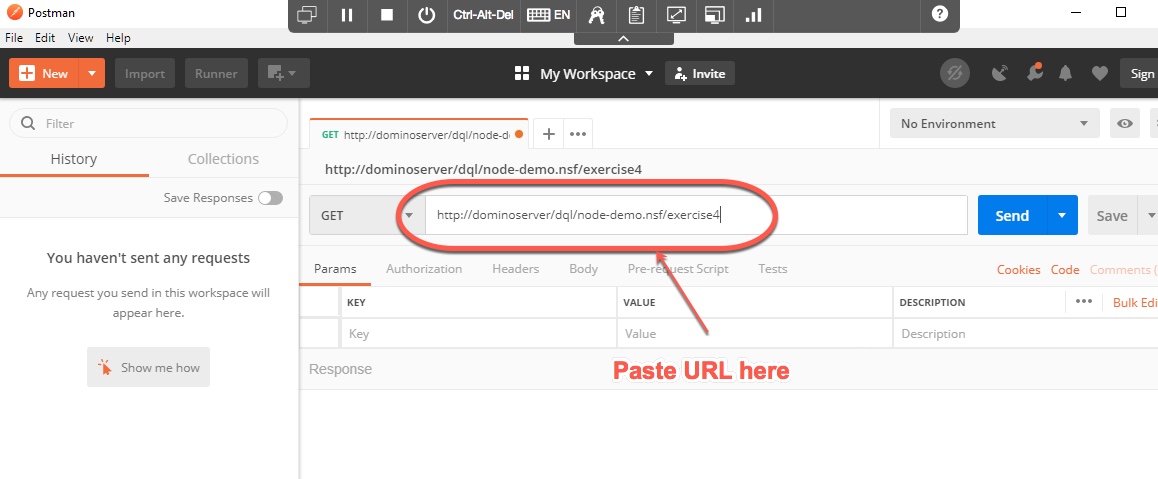 Postman
Ctrl-Alt-Del
EN
File Edit View Help
New
Import
Runner
My Workspace
Invite
Sign
Filter
GET http://dominoserver/dql/node-d
No Environment
History
Collections
http://dominoserver/dql/node-demo.nsf/exercise4
Save Responses
GET
http://dominoserver/dql/node-demo.nsf/exercise4
Send
Save
You haven't sent any requests
Any request you send in this workspace will
appear here.
Show me how
Params Authorization Headers Body Pre-request Script Tests
Cookies Code Comments (
KEY VALUE DESCRIPTION
Bulk Edi
Key Value Description
Response
Paste URL here